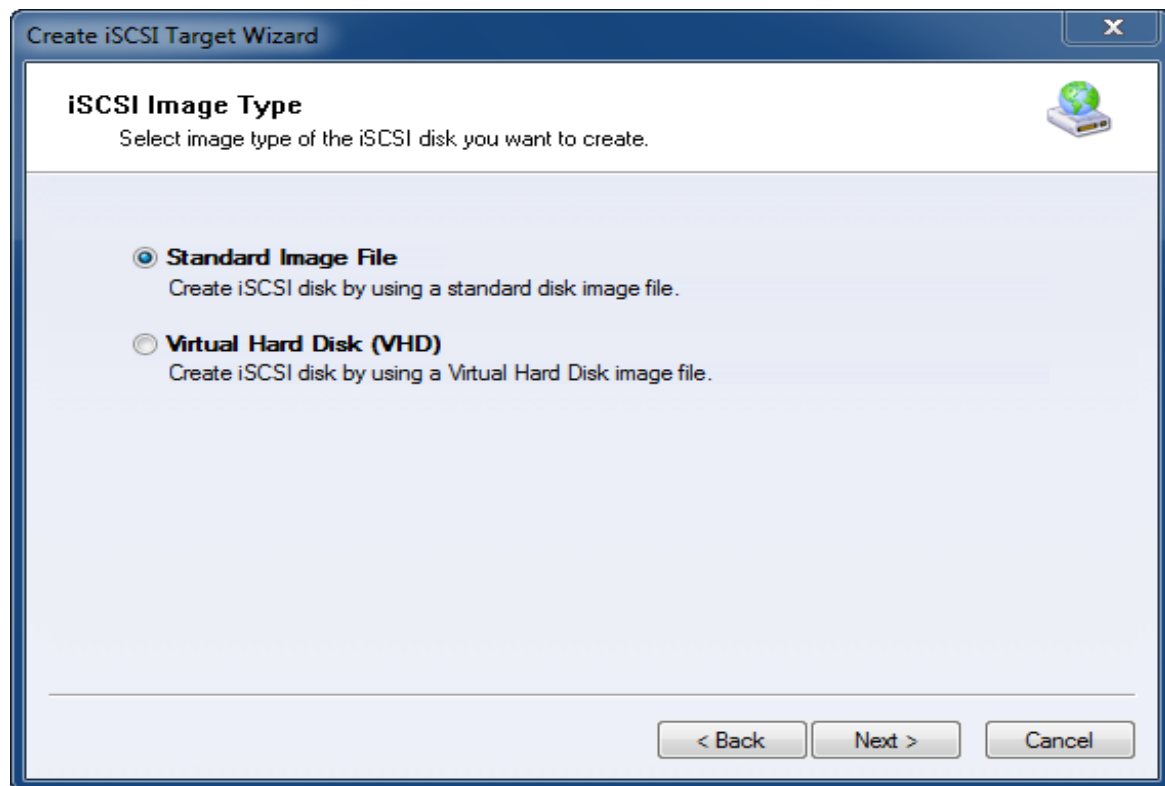 Create iSCSI Target Wizard
X
iSCSI Image Type
Select image type of the iSCSI disk you want to create.
Standard Image File
Create iSCSI disk by using a standard disk image file.
Virtual Hard Disk (VHD)
Create iSCSI disk by using a Virtual Hard Disk image file.
< Back Next > Cancel